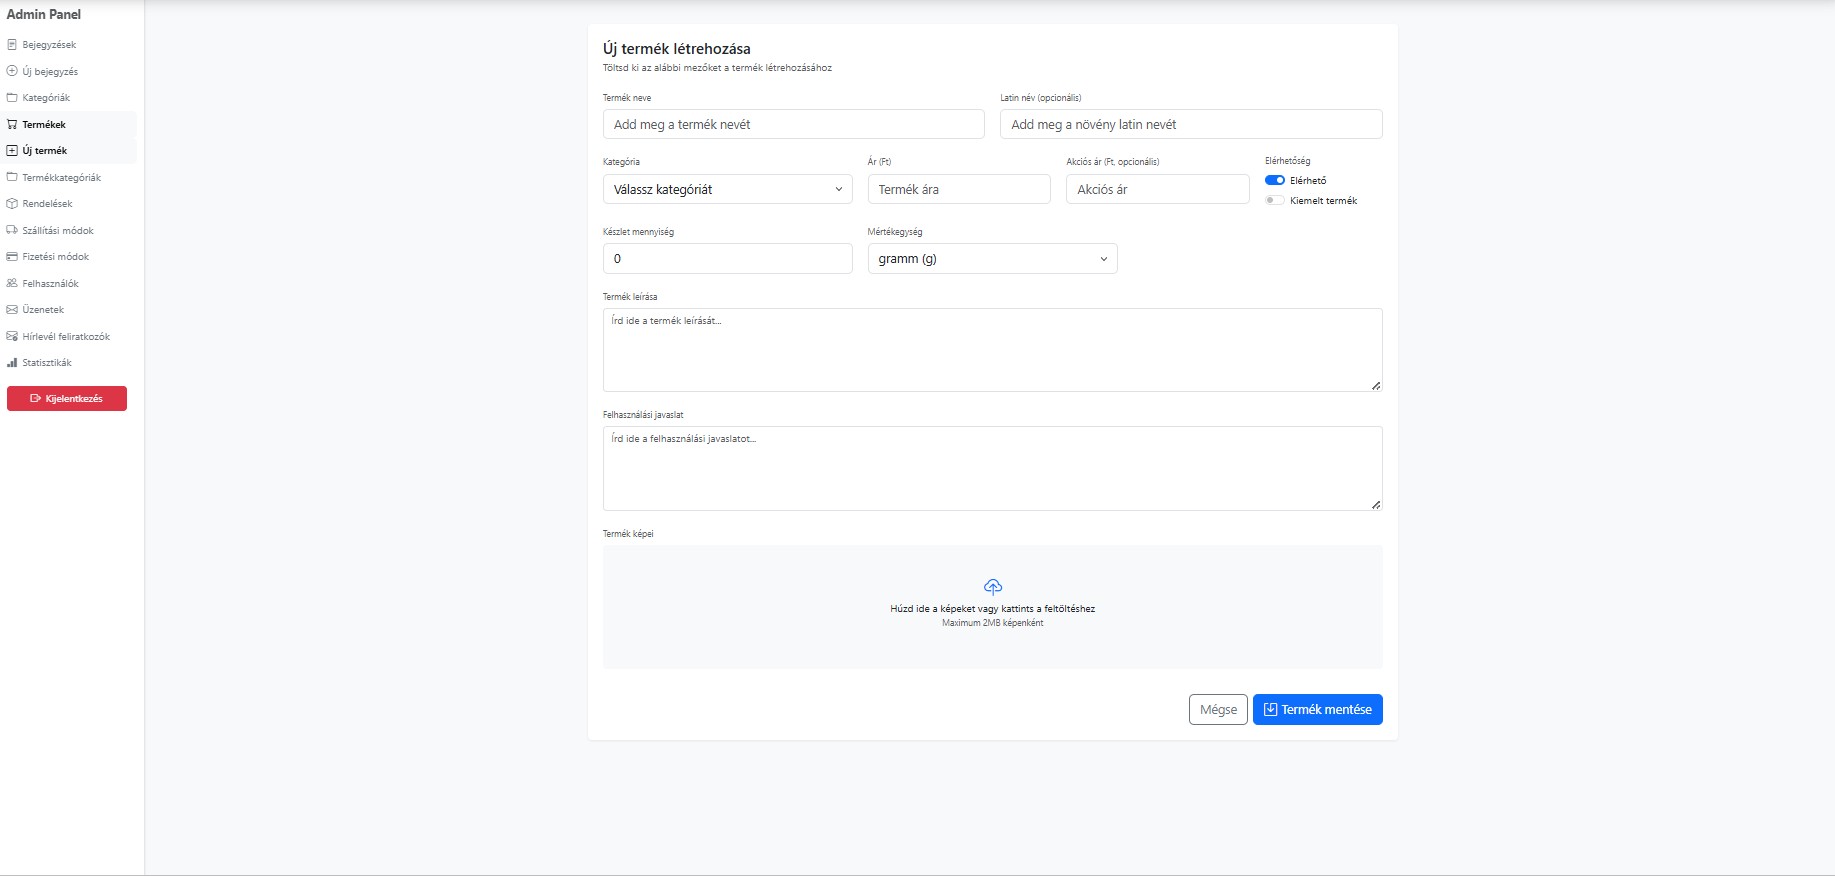 Admin Panel
Bejegyzések
Új bejegyzés
Kategóriák
Termékek
Új termék
Termékkategóriák
Rendelések
Szállítási módok
Fizetési módok
Felhasználók
Üzenetek
Hírlevél feliratkozók
Statisztikák
Kijelentkezés
Új termék létrehozása
Töltsd ki az alábbi mezőket a termék létrehozásához
Termék neve
Latin név (opcionális)
Add meg a termék nevét
Add meg a növény latin nevét
Kategória
Ár (Ft)
Akciós ár (Ft, opcionális)
Elérhetőség
Válassz kategóriát
Termék ára
Akciós ár
Elérhető
Kiemelt termék
Készlet mennyiség
Mértékegység
0
gramm (g)
Termék leírása
Írd ide a termék leírását...
Felhasználási javaslat
Írd ide a felhasználási javaslatot...
Termék képei
Húzd ide a képeket vagy kattints a feltöltéshez
Maximum 2MB képenként
Mégse
Termék mentése